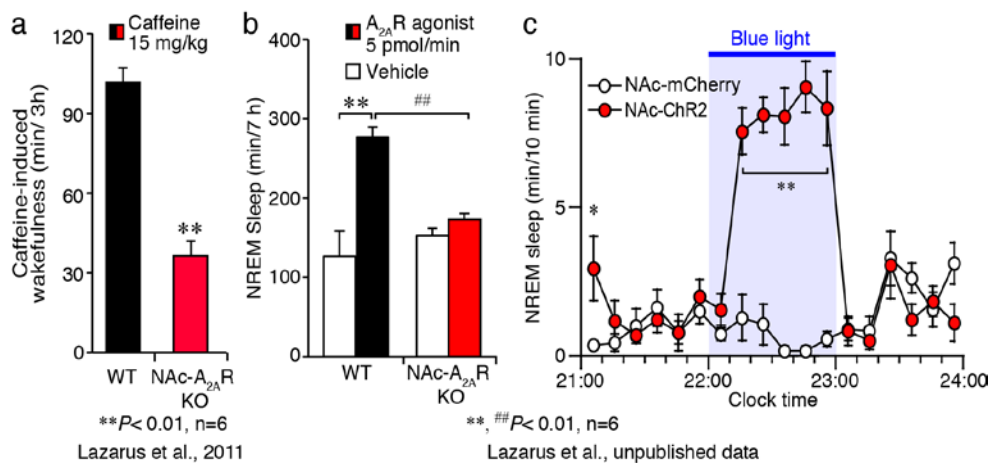 a
Caffeine
15 mg/kg
Caffeine-induced
wakefulness (min/ 3h)
120
90
60
30
0
**
WT
NAc-A2AR
KO
**P< 0.01, n=6
Lazarus et al., 2011
b
A2AR agonist
5 pmol/min
Vehicle
NREM Sleep (min/7 h)
400
300
200
100
0
**
##
WT
NAc-A2AR
KO
**, ##P< 0.01, n=6
Lazarus et al., unpublished data
c
Blue light
NAc-mCherry
NAc-ChR2
NREM sleep (min/10 min)
10
5
0
*
**
21:00
22:00
23:00
24:00
Clock time